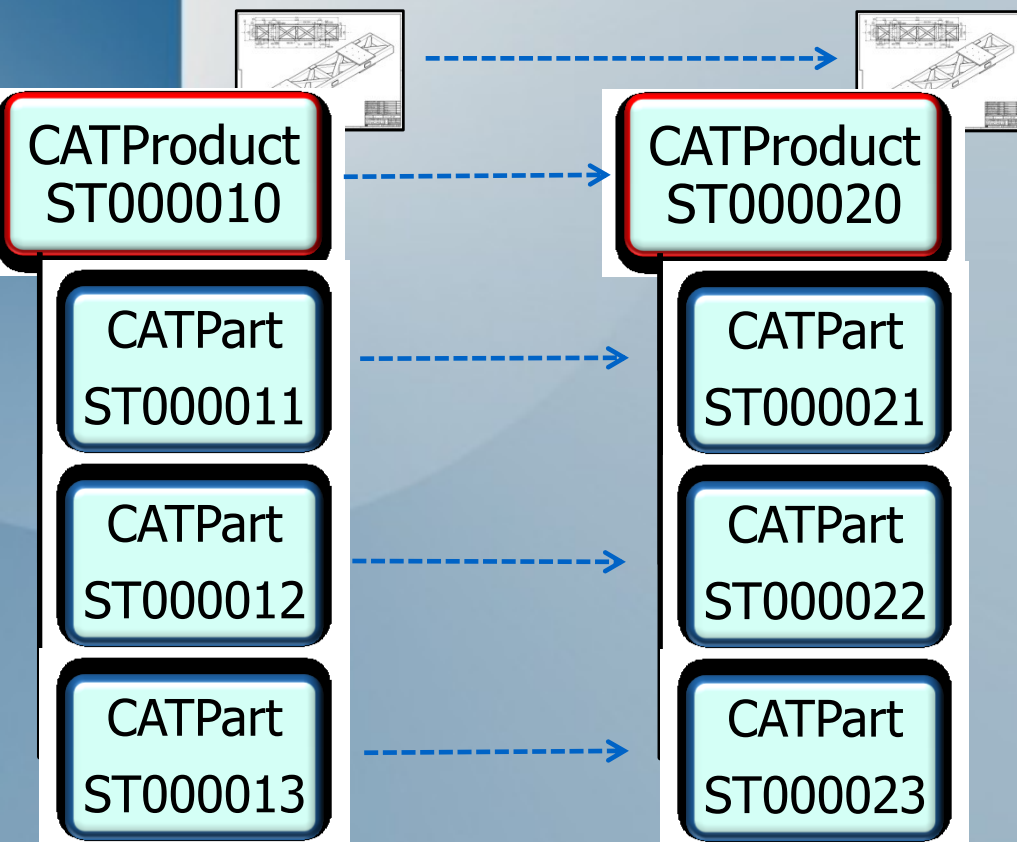 CATProduct
ST000010
CATProduct
ST000020
CATPart
ST000011
CATPart
ST000021
CATPart
ST000012
CATPart
ST000022
CATPart
ST000013
CATPart
ST000023